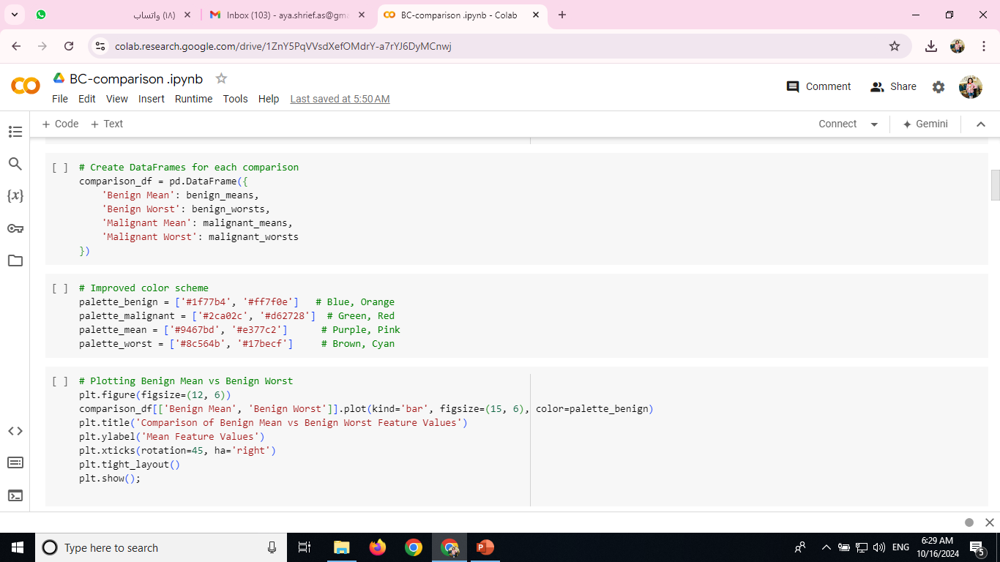 (١٨) واتساب
Inbox (103) - aya.shrief.as@gma
BC-comparison .ipynb - Colab
colab.research.google.com/drive/1ZnY5PqVVsdXefOMdrY-a7rYJ6DyMCnwj
BC-comparison .ipynb
Comment
Share
File Edit View Insert Runtime Tools Help Last saved at 5:50 AM
+ Code + Text
Connect
Gemini
[ ] # Create DataFrames for each comparison
comparison_df = pd.DataFrame({
'Benign Mean': benign_means,
'Benign Worst': benign_worsts,
'Malignant Mean': malignant_means,
'Malignant Worst': malignant_worsts
})
[ ] # Improved color scheme
palette_benign = ['#1f77b4', '#ff7f0e'] # Blue, Orange
palette_malignant = ['#2ca02c', '#d62728'] # Green, Red
palette_mean = ['#9467bd', '#e377c2'] # Purple, Pink
palette_worst = ['#8c564b', '#17becf'] # Brown, Cyan
[ ] # Plotting Benign Mean vs Benign Worst
plt.figure(figsize=(12, 6))
comparison_df[['Benign Mean', 'Benign Worst']].plot(kind='bar', figsize=(15, 6), color=palette_benign)
plt.title('Comparison of Benign Mean vs Benign Worst Feature Values')
plt.ylabel('Mean Feature Values')
plt.xticks(rotation=45, ha='right')
plt.tight_layout()
plt.show();
Type here to search
ENG
6:29 AM
10/16/2024
5